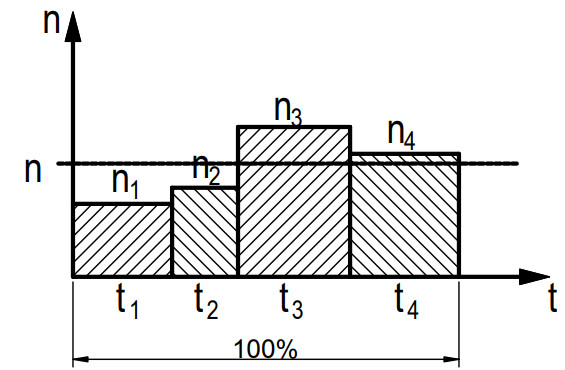 n
n₃
n₄
n
n₁
n₂
t₁
t₂
t₃
t₄
t
100%